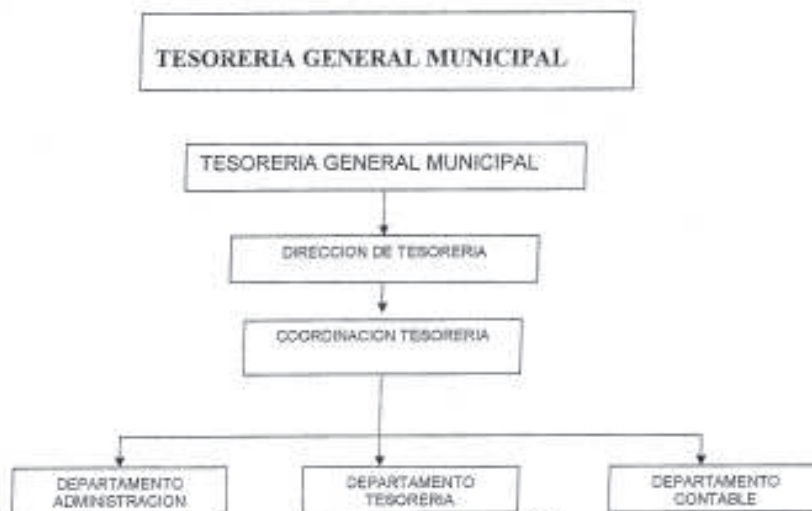 TESORERIA GENERAL MUNICIPAL
TESORERIA GENERAL MUNICIPAL
DIRECCION DE TESORERIA
COORDINACION TESORERIA
DEPARTAMENTO
ADMINISTRACION
DEPARTAMENTO
TESORERIA
DEPARTAMENTO
CONTABLE